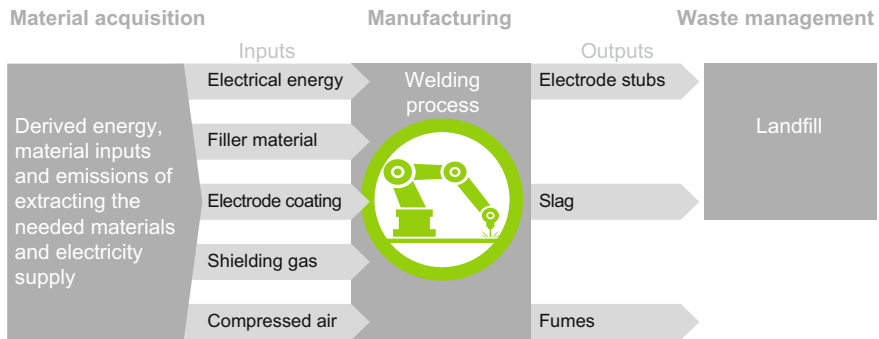 Material acquisition
Manufacturing
Waste management
Inputs
Outputs
Derived energy,
material inputs
and emissions of
extracting the
needed materials
and electricity
supply
Electrical energy
Filler material
Electrode coating
Shielding gas
Compressed air
Welding
process
Electrode stubs
Slag
Fumes
Landfill